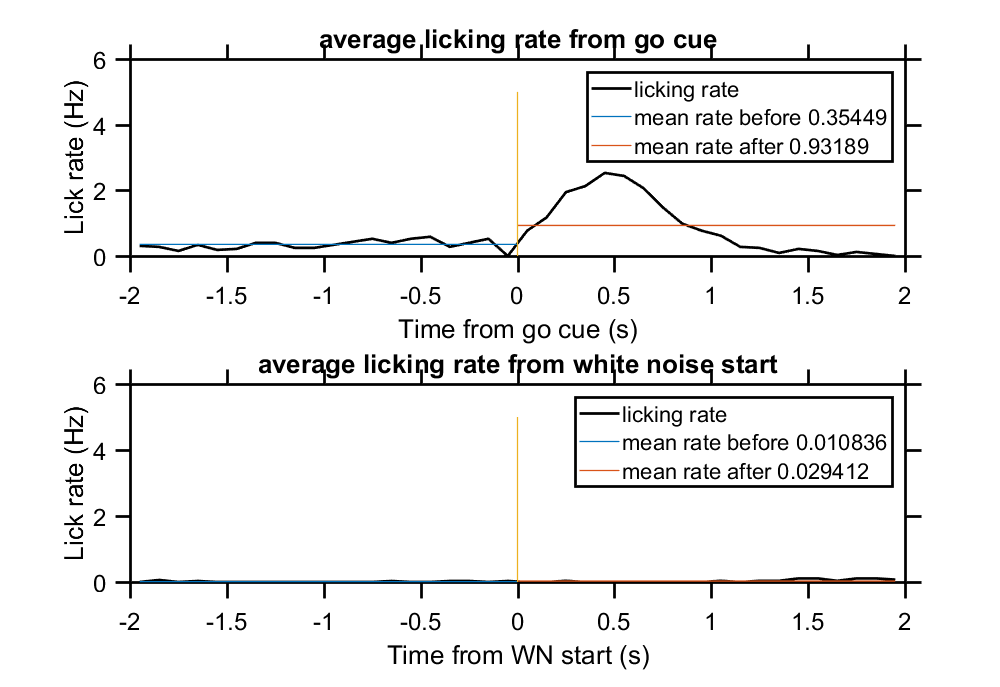 average licking rate from go cue
6
4
2
0
Lick rate (Hz)
licking rate
mean rate before 0.35449
mean rate after 0.93189
-2 -1.5 -1 -0.5 0 0.5 1 1.5 2
Time from go cue (s)
average licking rate from white noise start
6
4
2
0
Lick rate (Hz)
licking rate
mean rate before 0.010836
mean rate after 0.029412
-2 -1.5 -1 -0.5 0 0.5 1 1.5 2
Time from WN start (s)